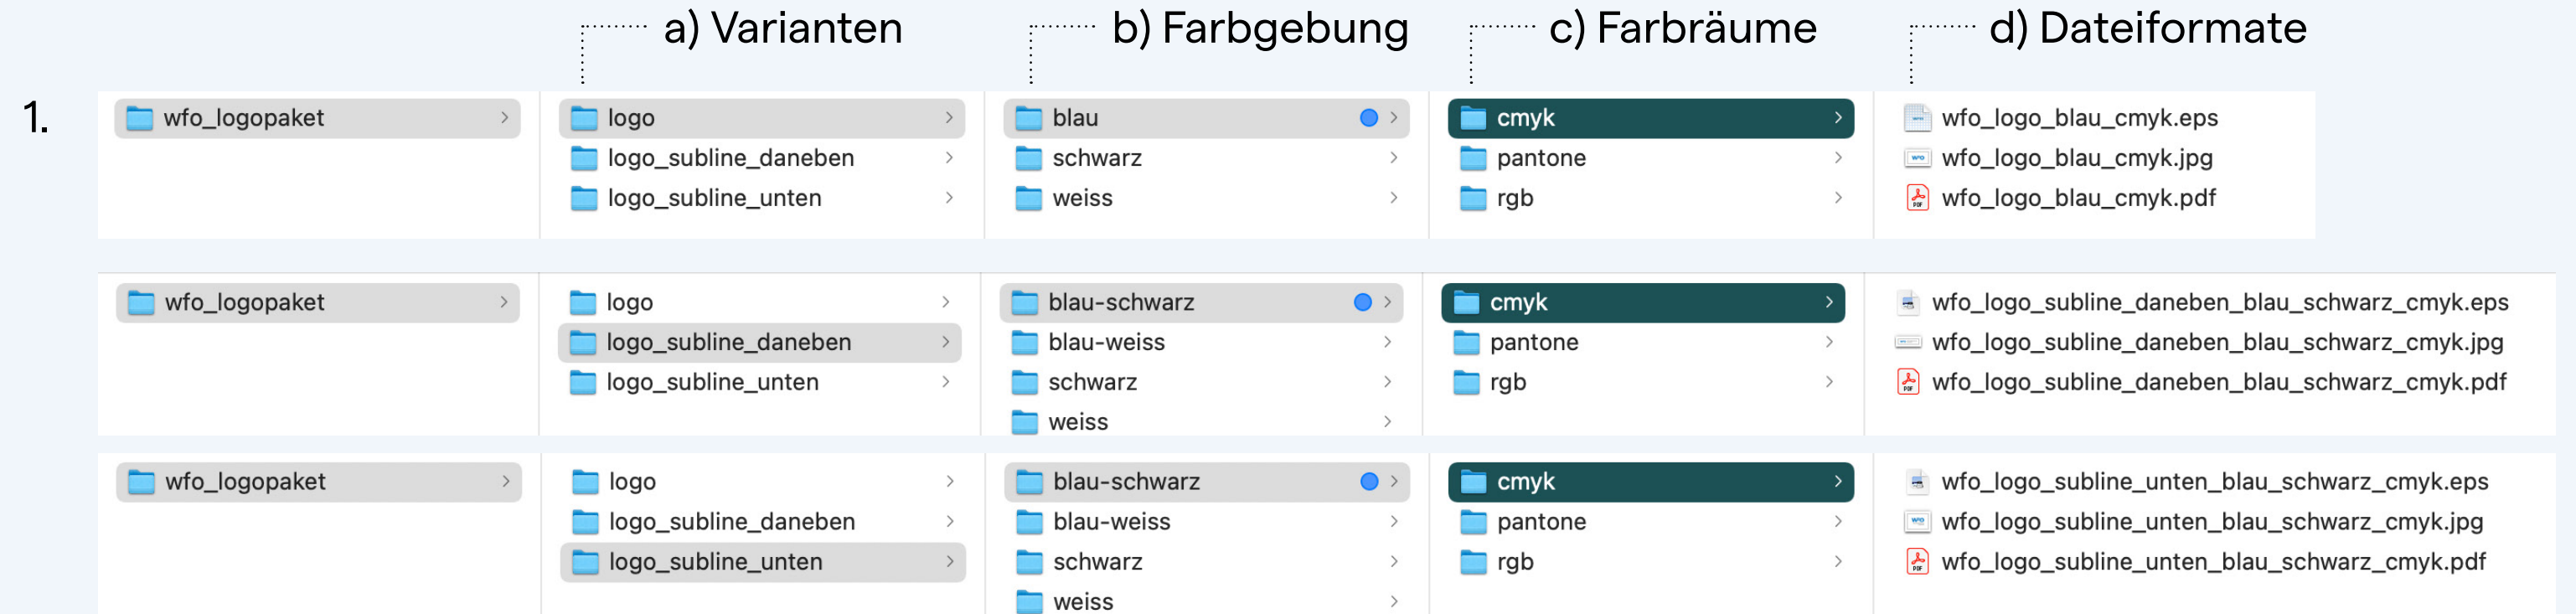 a) Varianten b) Farbgebung c) Farbräume d) Dateiformate
1. wfo_logopaket logo blau cmyk wfo_logo_blau_cmyk.eps
logo_subline_daneben schwarz pantone wfo_logo_blau_cmyk.jpg
logo_subline_unten weiss rgb wfo_logo_blau_cmyk.pdf
wfo_logopaket logo blau-schwarz cmyk wfo_logo_subline_daneben_blau_schwarz_cmyk.eps
logo_subline_daneben blau-weiss pantone wfo_logo_subline_daneben_blau_schwarz_cmyk.jpg
logo_subline_unten schwarz rgb wfo_logo_subline_daneben_blau_schwarz_cmyk.pdf
weiss
wfo_logopaket logo blau-schwarz cmyk wfo_logo_subline_unten_blau_schwarz_cmyk.eps
logo_subline_daneben blau-weiss pantone wfo_logo_subline_unten_blau_schwarz_cmyk.jpg
logo_subline_unten schwarz rgb wfo_logo_subline_unten_blau_schwarz_cmyk.pdf
weiss